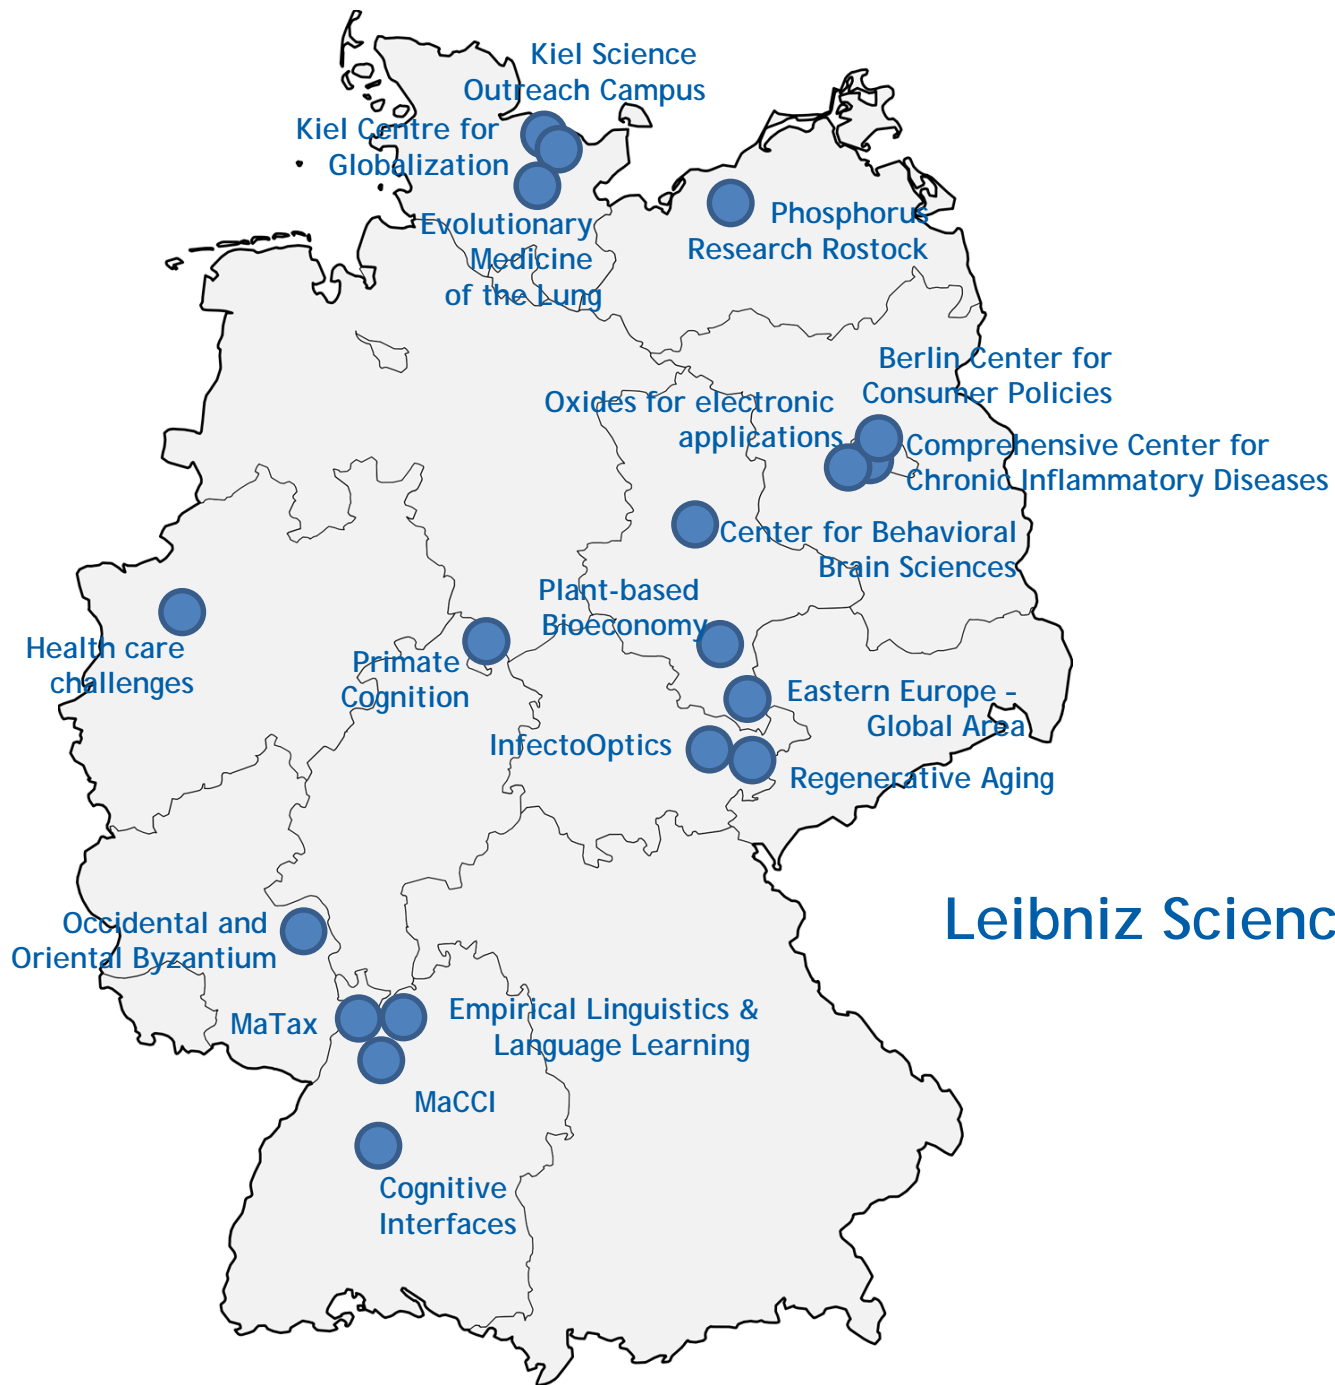 Kiel Science
Outreach Campus
Kiel Centre for
Globalization
Evolutionary
Medicine
of the Lung
Phosphorus
Research Rostock
Berlin Center for
Consumer Policies
Oxides for electronic
applications
Comprehensive Center for
Chronic Inflammatory Diseases
Center for Behavioral
Brain Sciences
Plant-based
Bioeconomy
Health care
challenges
Primate
Cognition
Eastern Europe –
Global Area
InfectoOptics
Regenerative Aging
Leibniz Scienc
Occidental and
Oriental Byzantium
MaTax
Empirical Linguistics &
Language Learning
MaCCI
Cognitive
Interfaces